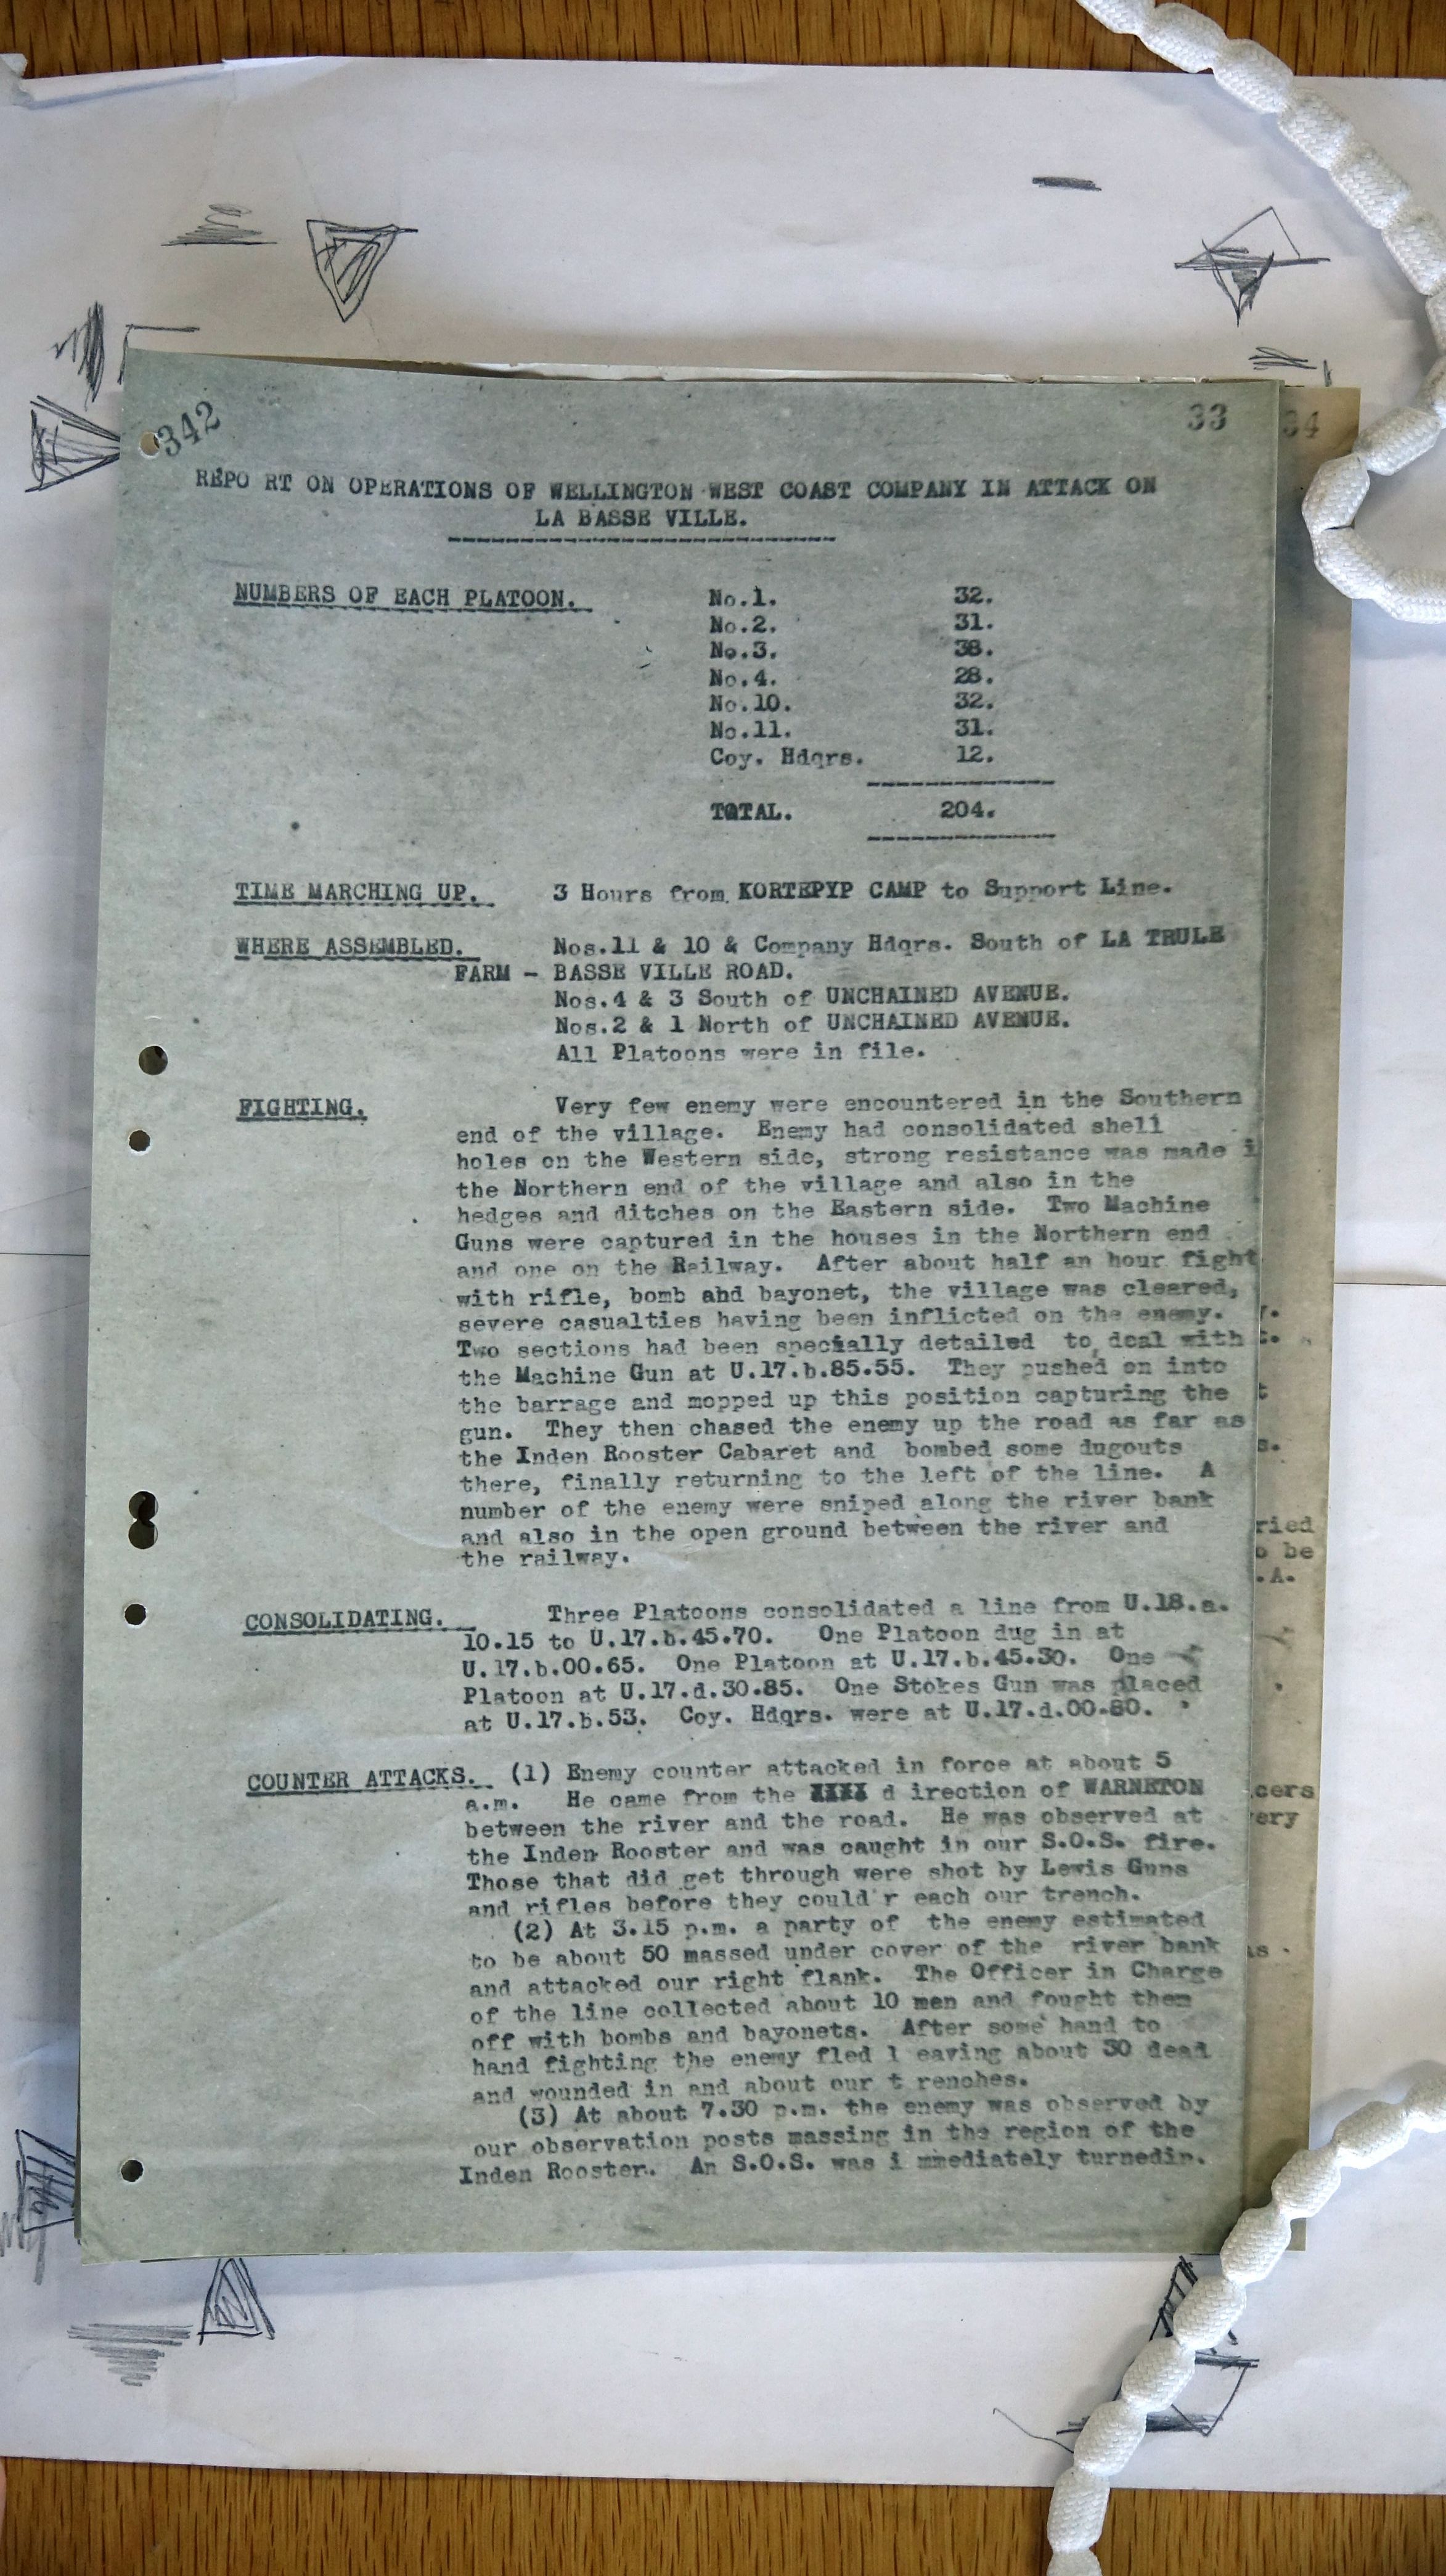 342
33
34
REPO RT ON OPERATIONS OF WELLINGTON WEST COAST COMPANY IN ATTACK ON
LA BASSE VILLE.
NUMBERS OF EACH PLATOON. No.1. 32.
No.2. 31.
No.3. 38.
No.4. 28.
No.10. 32.
No.11. 31.
Coy. Hdqrs. 12.
TOTAL. 204.
TIME MARCHING UP. 3 Hours from KORTEPYP CAMP to Support Line.
WHERE ASSEMBLED. Nos.11 & 10 & Company Hdqrs. South of LA TRULE
FARM - BASSE VILLE ROAD.
Nos.4 & 3 South of UNCHAINED AVENUE.
Nos.2 & 1 North of UNCHAINED AVENUE.
All Platoons were in file.
FIGHTING. Very few enemy were encountered in the Southern
end of the village. Enemy had consolidated shell
holes on the Western side, strong resistance was made i
the Northern end of the village and also in the
hedges and ditches on the Eastern side. Two Machine
Guns were captured in the houses in the Northern end
and one on the Railway. After about half an hour fight
with rifle, bomb and bayonet, the village was cleared,
severe casualties having been inflicted on the enemy.
Two sections had been specially detailed to deal with
the Machine Gun at U.17.b.85.55. They pushed on into
the barrage and mopped up this position capturing the
gun. They then chased the enemy up the road as far as
the Inden Rooster Cabaret and bombed some dugouts
there, finally returning to the left of the line. A
number of the enemy were sniped along the river bank
and also in the open ground between the river and
the railway.
CONSOLIDATING. Three Platoons consolidated a line from U.18.a.
10.15 to U.17.b.45.70. One Platoon dug in at
U.17.b.00.65. One Platoon at U.17.b.45.30. One
Platoon at U.17.d.30.85. One Stokes Gun was placed
at U.17.b.53. Coy. Hdqrs. were at U.17.d.00.80.
COUNTER ATTACKS. (1) Enemy counter attacked in force at about 5
a.m. He came from the XXXX d irection of WARNETON
between the river and the road. He was observed at
the Inden Rooster and was caught in our S.O.S. fire.
Those that did get through were shot by Lewis Guns
and rifles before they could r each our trench.
(2) At 3.15 p.m. a party of the enemy estimated
to be about 50 massed under cover of the river bank
and attacked our right flank. The Officer in Charge
of the line collected about 10 men and fought them
off with bombs and bayonets. After some hand to
hand fighting the enemy fled l eaving about 30 dead
and wounded in and about our t renches.
(3) At about 7.30 p.m. the enemy was observed by
our observation posts massing in the region of the
Inden Rooster. An S.O.S. was i mmediately turnedin.